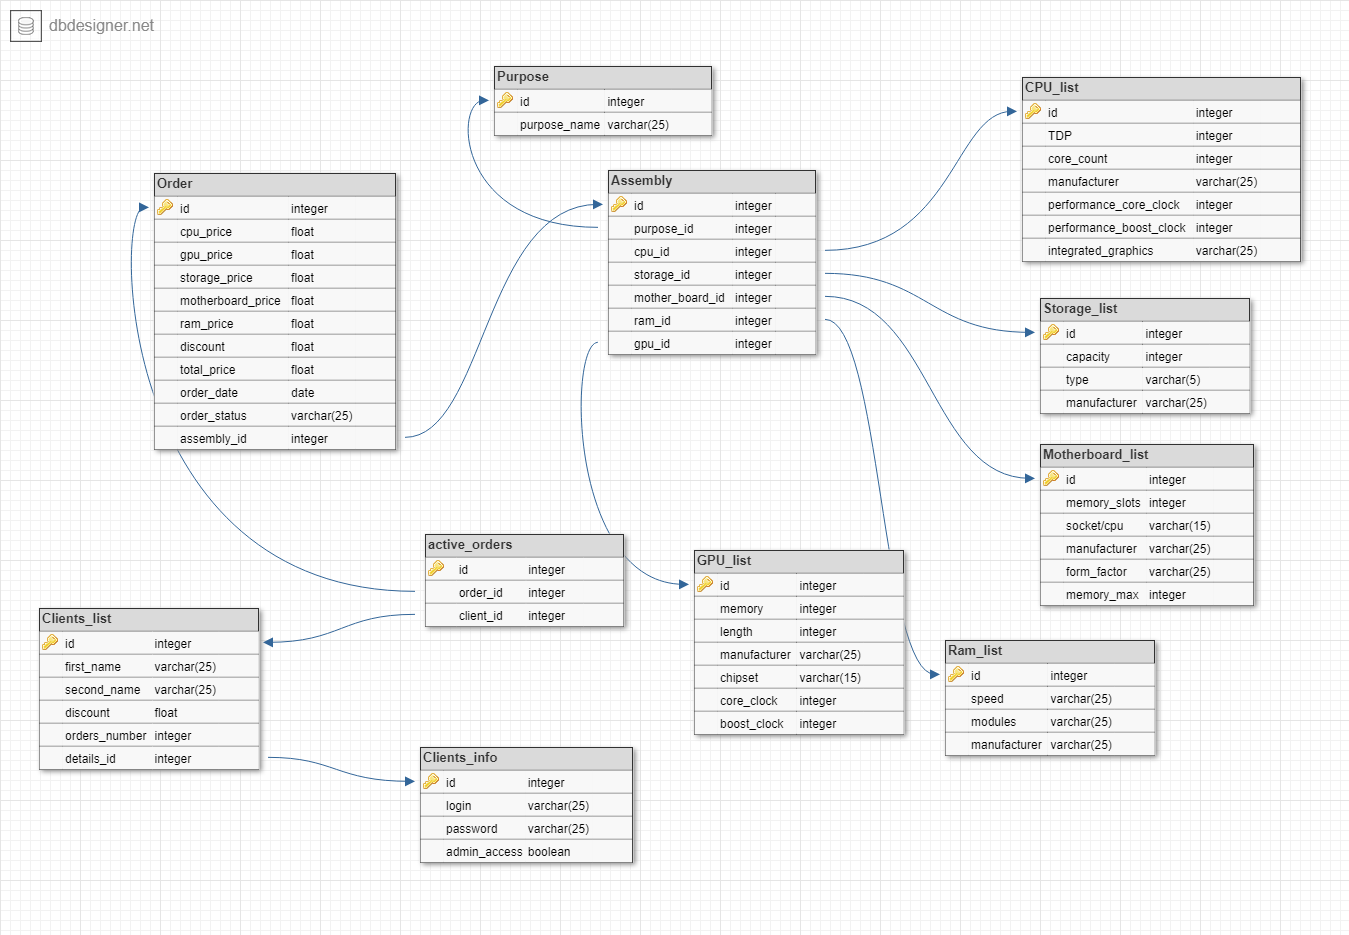 dbdesigner.net
Purpose
id integer
purpose_name varchar(25)
CPU_list
id integer
TDP integer
core_count integer
manufacturer varchar(25)
performance_core_clock integer
performance_boost_clock integer
integrated_graphics varchar(25)
Order
id integer
cpu_price float
gpu_price float
storage_price float
motherboard_price float
ram_price float
discount float
total_price float
order_date date
order_status varchar(25)
assembly_id integer
Assembly
id integer
purpose_id integer
cpu_id integer
storage_id integer
mother_board_id integer
ram_id integer
gpu_id integer
Storage_list
id integer
capacity integer
type varchar(5)
manufacturer varchar(25)
Motherboard_list
id integer
memory_slots integer
socket/cpu varchar(15)
manufacturer varchar(25)
form_factor varchar(25)
memory_max integer
active_orders
id integer
order_id integer
client_id integer
GPU_list
id integer
memory integer
length integer
manufacturer varchar(25)
chipset varchar(15)
core_clock integer
boost_clock integer
Clients_list
id integer
first_name varchar(25)
second_name varchar(25)
discount float
orders_number integer
details_id integer
Ram_list
id integer
speed varchar(25)
modules varchar(25)
manufacturer varchar(25)
Clients_info
id integer
login varchar(25)
password varchar(25)
admin_access boolean